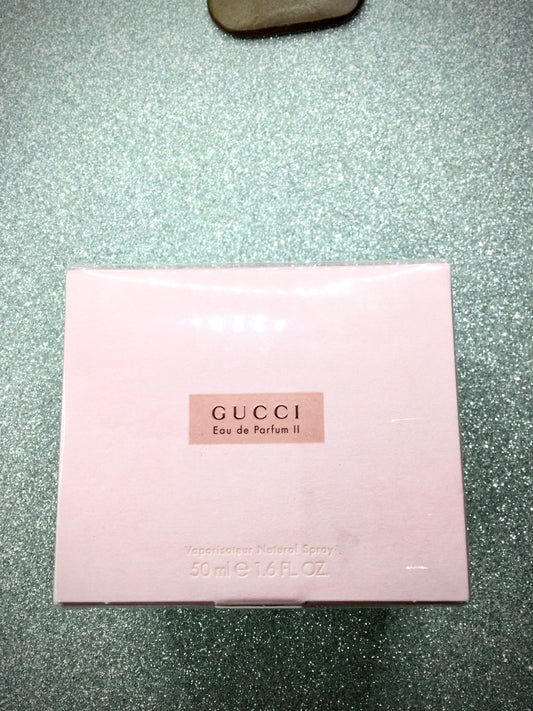 GUCCI
Eau de Parfum II
Vaporisateur Natural Spray
50 ml e 1.6 FL. OZ.